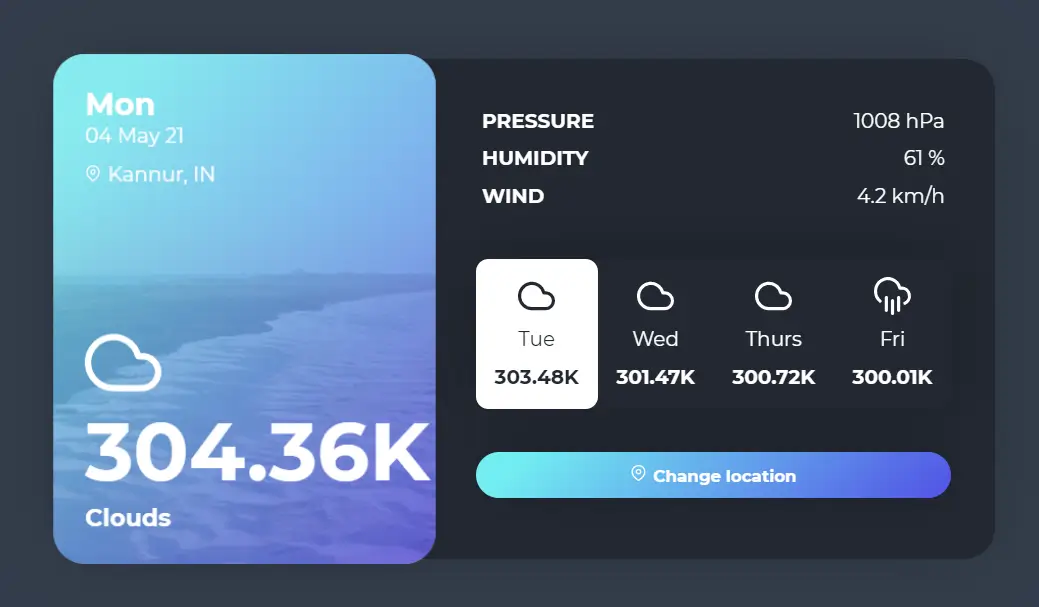 Mon
04 May 21
Kannur, IN
304.36K
Clouds
PRESSURE 1008 hPa
HUMIDITY 61 %
WIND 4.2 km/h
Tue Wed Thurs Fri
303.48K 301.47K 300.72K 300.01K
Change location